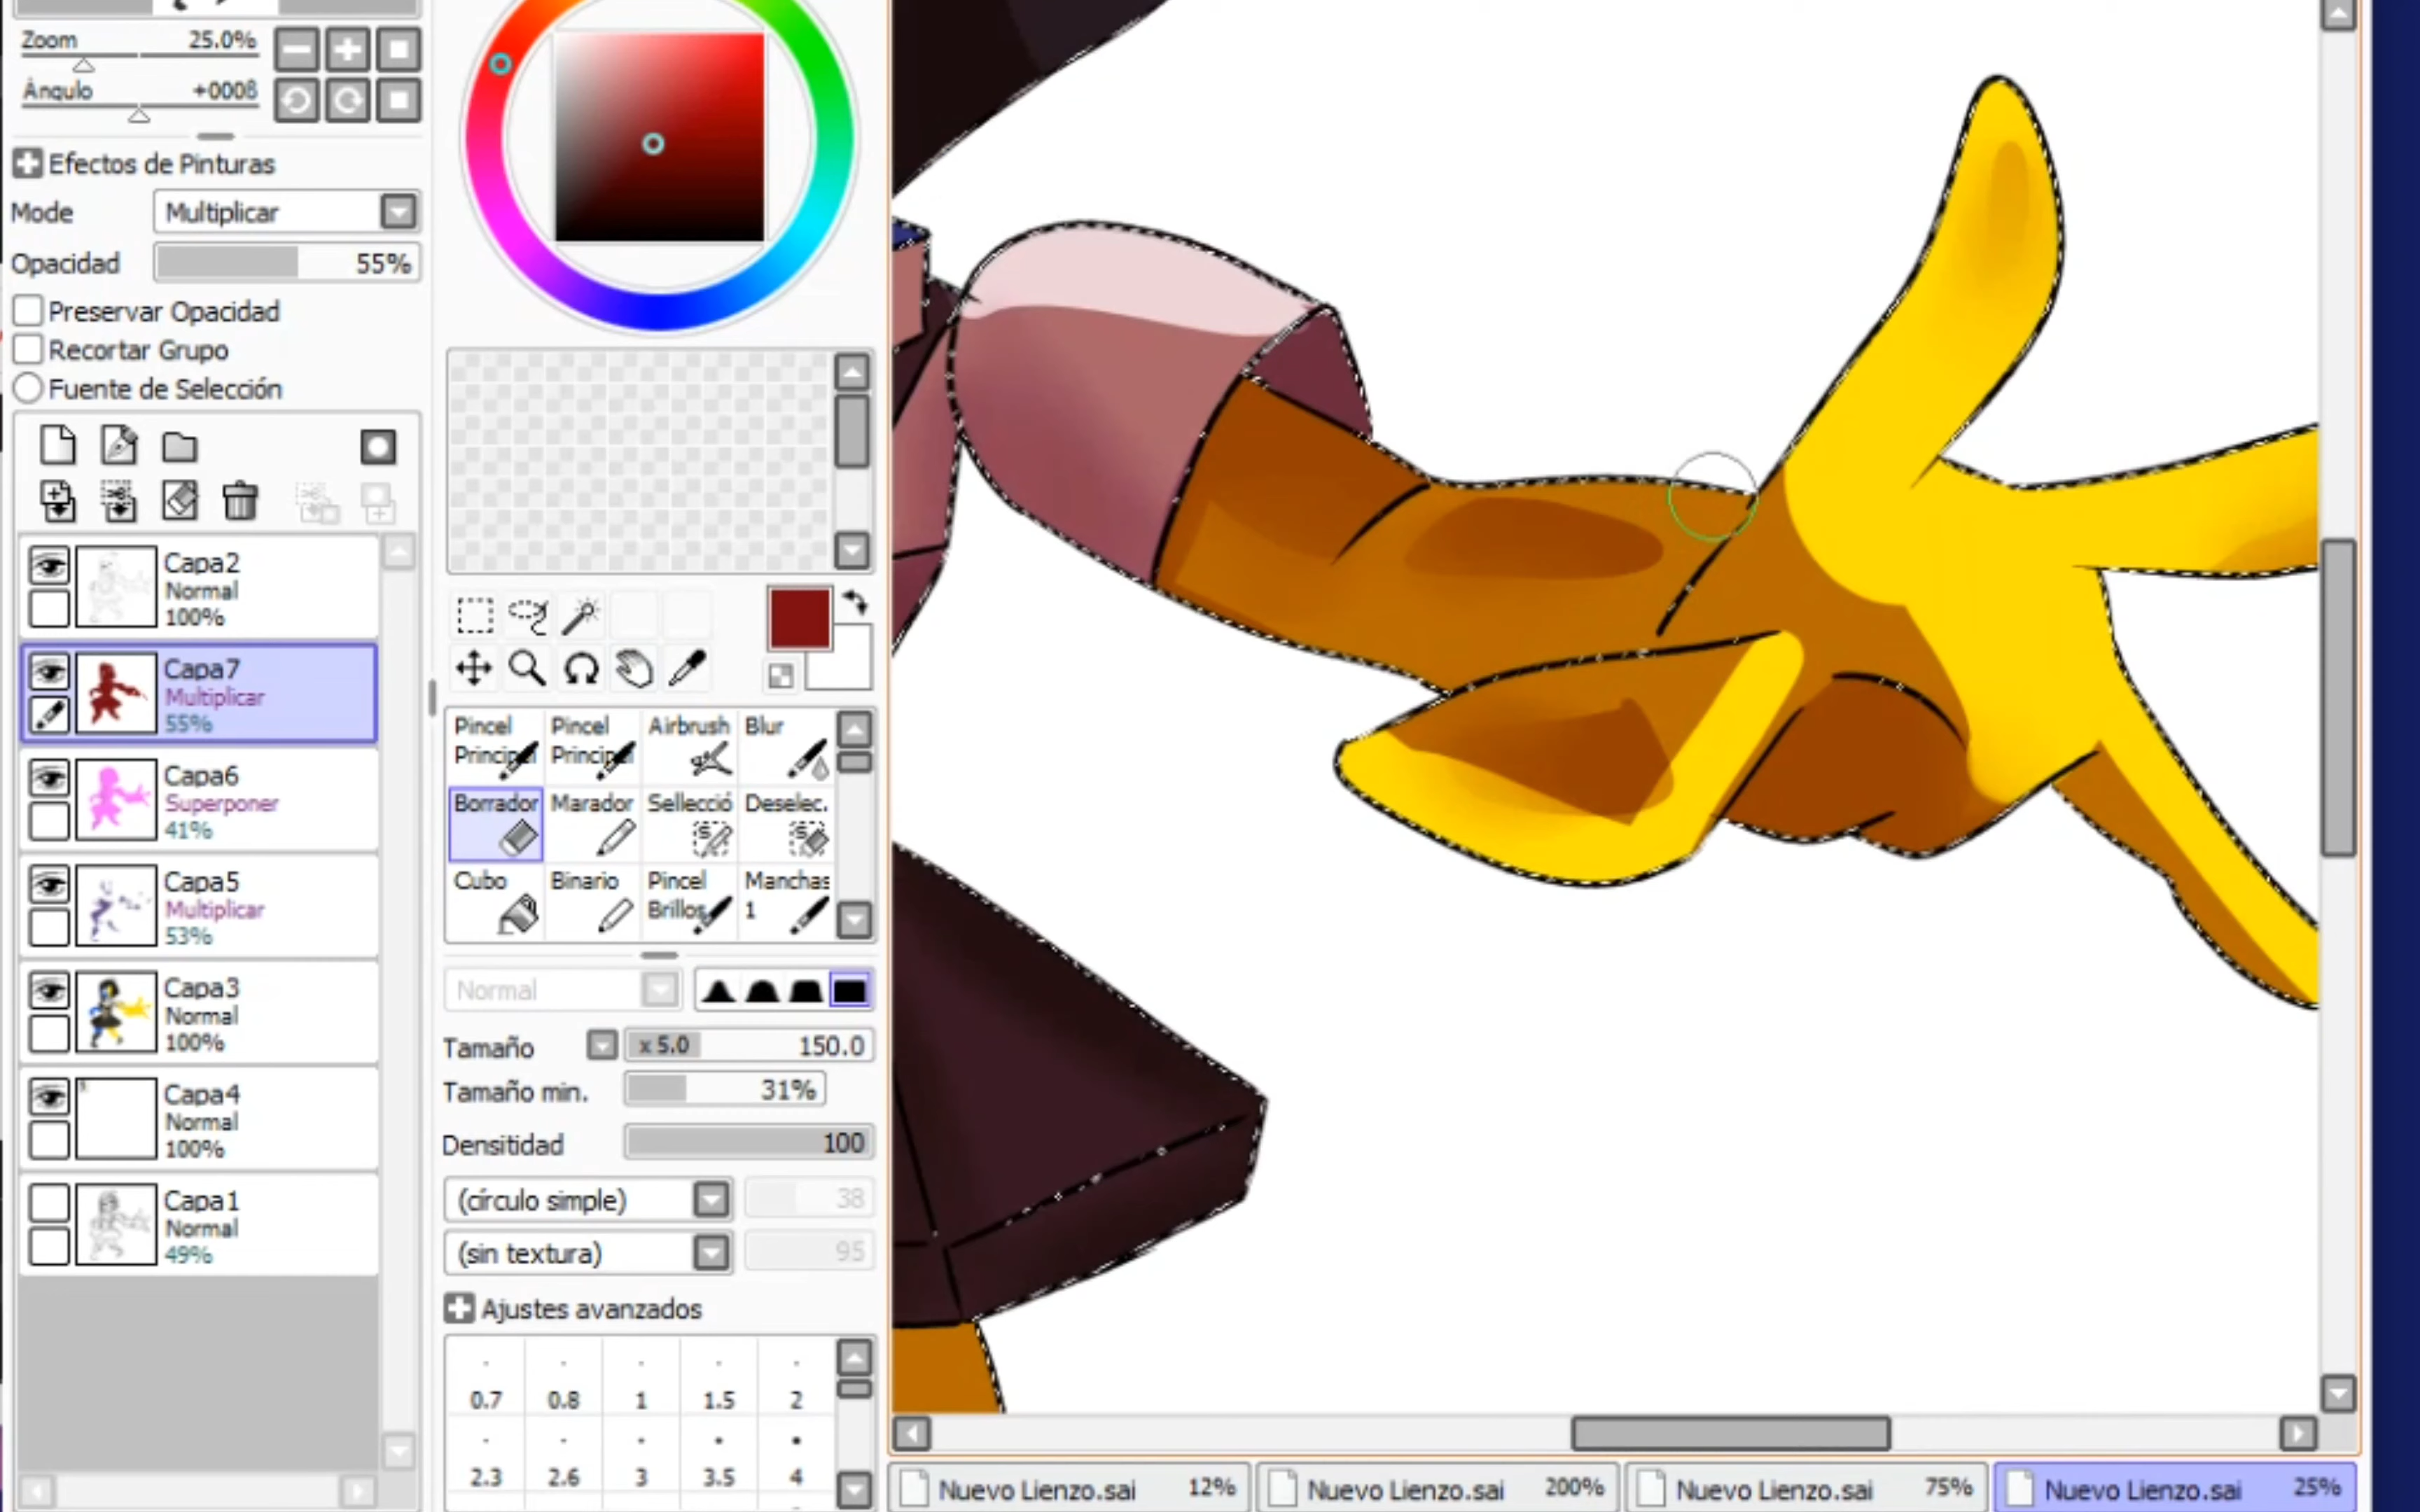 Zoom 25.0%
Ángulo +0008
Efectos de Pinturas
Mode Multiplicar
Opacidad 55%
Preservar Opacidad
Recortar Grupo
Fuente de Selección
Capa2
Normal
100%
Capa7
Multiplicar
55%
Capa6
Superponer
41%
Capa5
Multiplicar
53%
Capa3
Normal
100%
Capa4
Normal
100%
Capa1
Normal
49%
Pincel Pincel Airbrush Blur
Principal Principal
Borrador Marador Sellecció Deselec.
Cubo Binario Pincel Manchas
Brillos 1
Normal
Tamaño x 5.0 150.0
Tamaño min. 31%
Densitidad 100
(círculo simple) 38
(sin textura) 95
Ajustes avanzados
0.7 0.8 1 1.5 2
2.3 2.6 3 3.5 4
Nuevo Lienzo.sai 12% Nuevo Lienzo.sai 200% Nuevo Lienzo.sai 75% Nuevo Lienzo.sai 25%